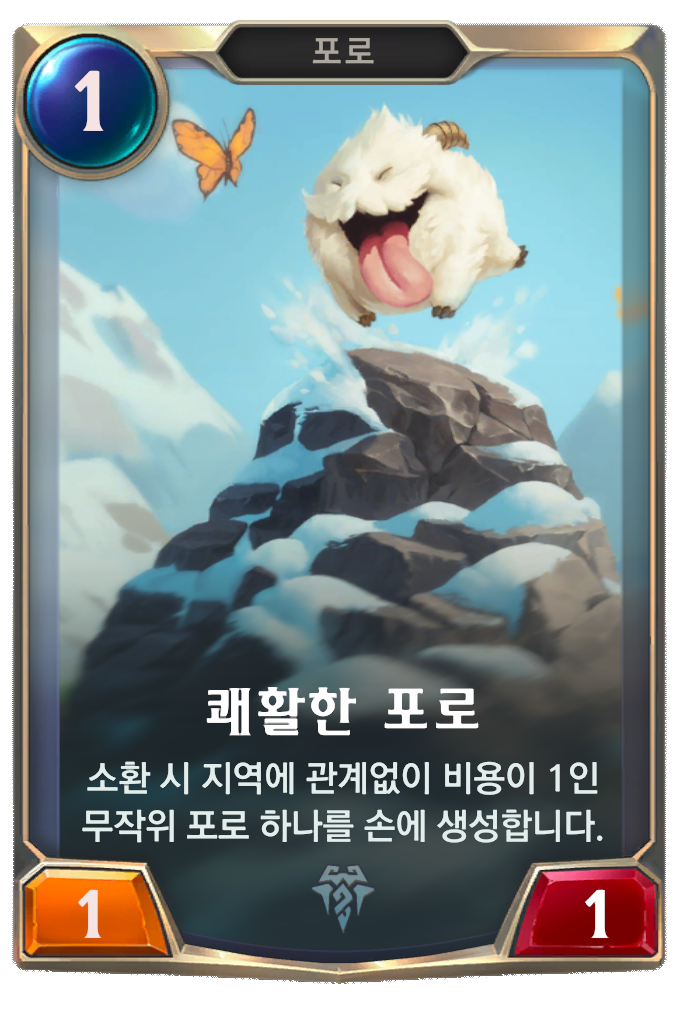 포로
1
쾌활한 포로
소환 시 지역에 관계없이 비용이 1인
무작위 포로 하나를 손에 생성합니다.
1
1